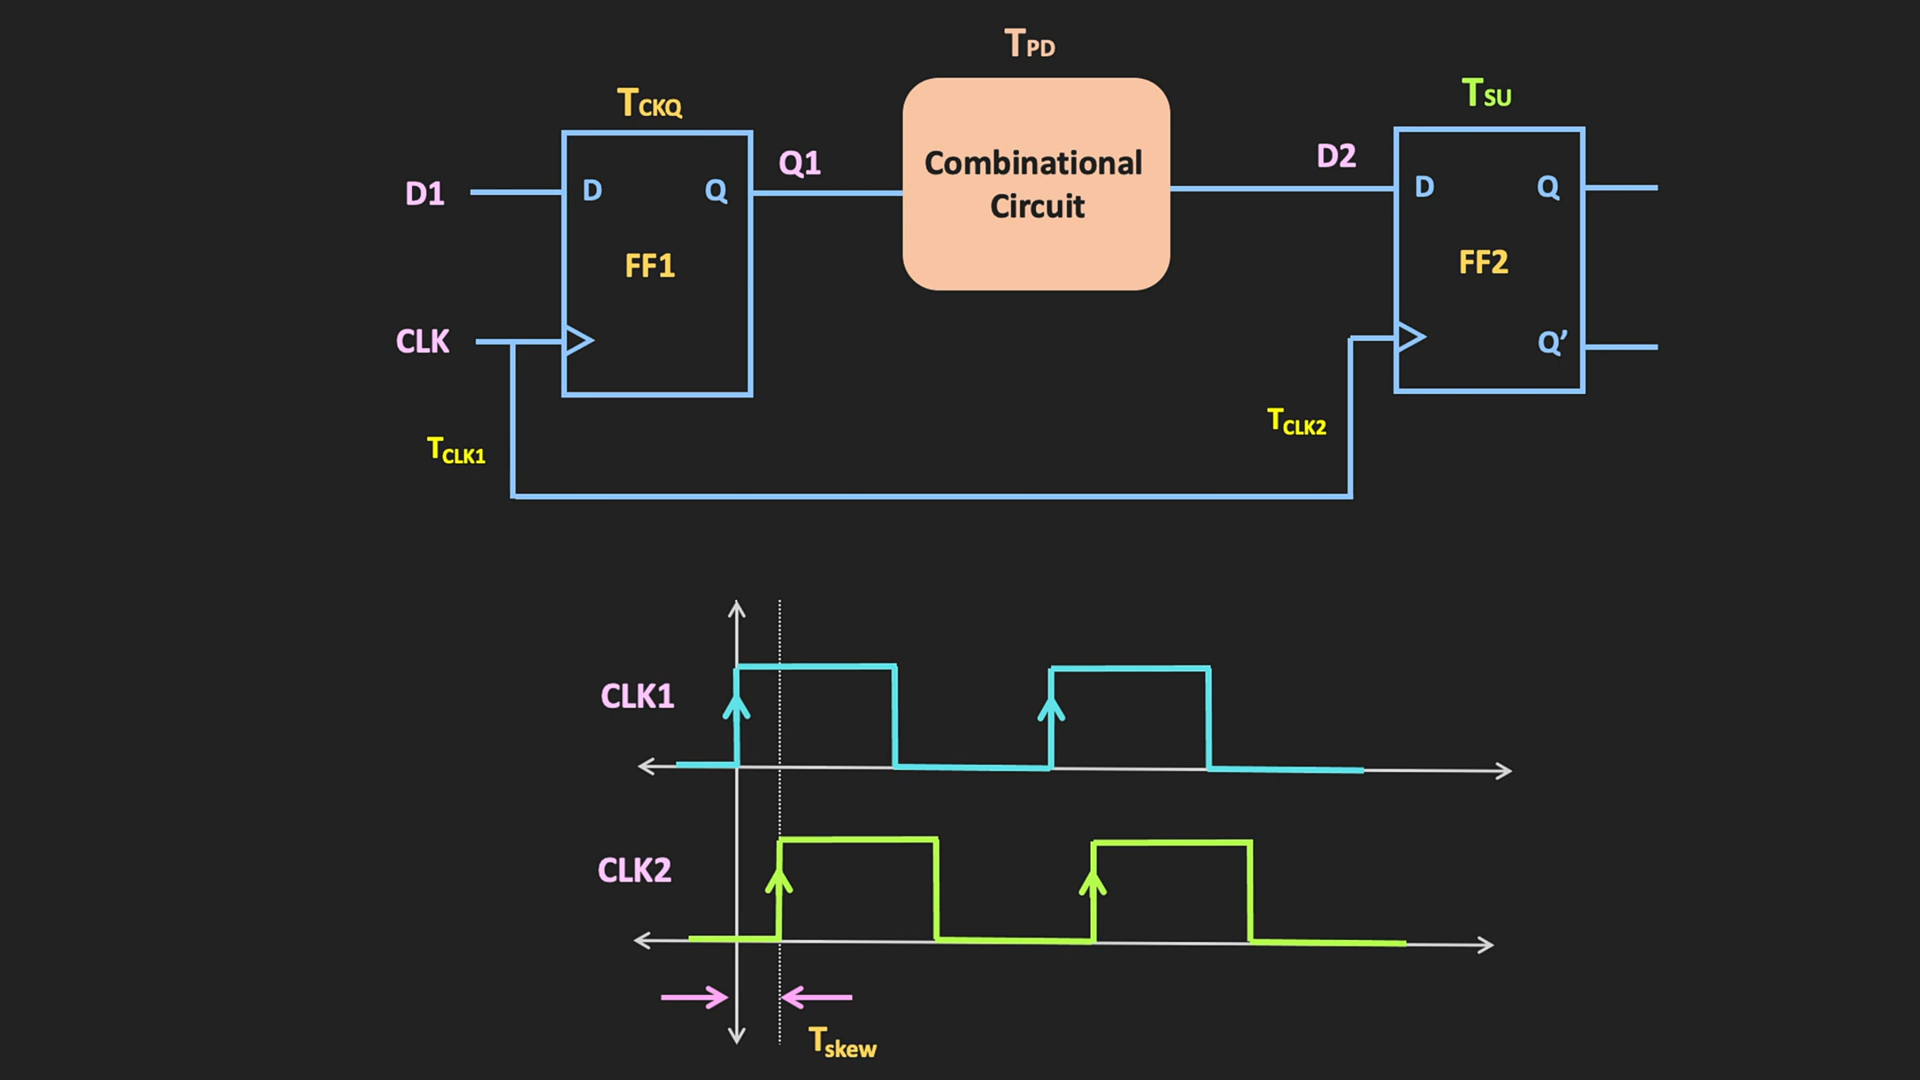 TPD
TCKQ
TSU
D1
D
Q
Q1
Combinational
Circuit
D2
D
Q
FF1
FF2
CLK
Q’
TCLK1
TCLK2
CLK1
CLK2
Tskew